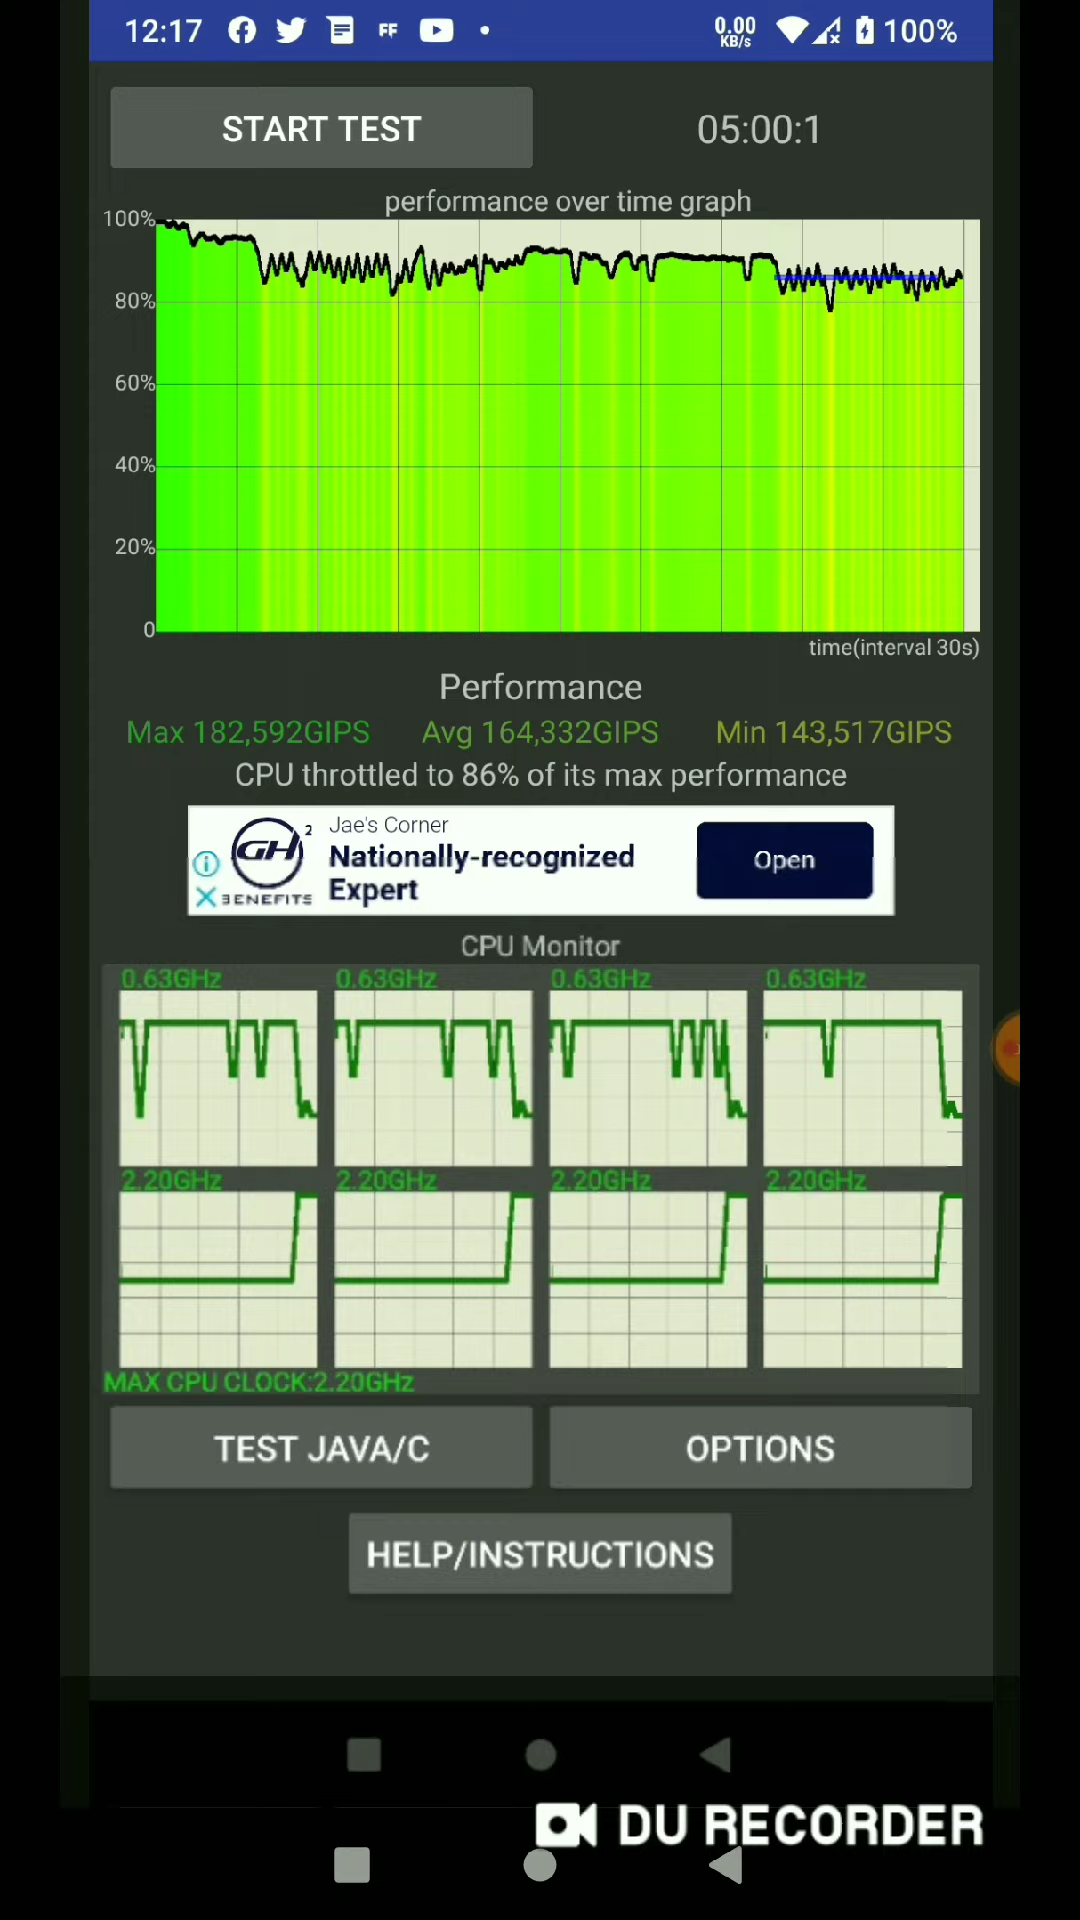 12:17 FF 0.00 KB/s 100%
START TEST 05:00:1
performance over time graph
100%
80%
60%
40%
20%
0
time(interval 30s)
Performance
Max 182,592GIPS Avg 164,332GIPS Min 143,517GIPS
CPU throttled to 86% of its max performance
GH 2 BENEFITS
Jae's Corner
Nationally-recognized
Expert
Open
CPU Monitor
0.63GHz 0.63GHz 0.63GHz 0.63GHz
2.20GHz 2.20GHz 2.20GHz 2.20GHz
MAX CPU CLOCK:2.20GHz
TEST JAVA/C OPTIONS
HELP/INSTRUCTIONS
DU RECORDER